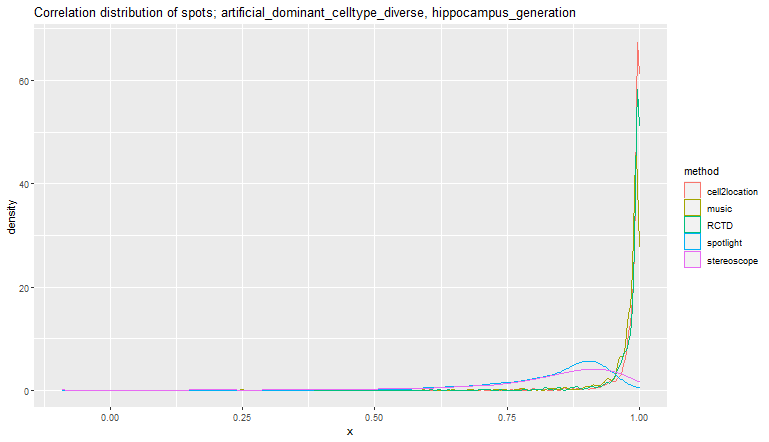 Correlation distribution of spots; artificial_dominant_celltype_diverse, hippocampus_generation
60
40
20
0
density
0.00 0.25 0.50 0.75 1.00
x
method
cell2location
music
RCTD
spotlight
stereoscope